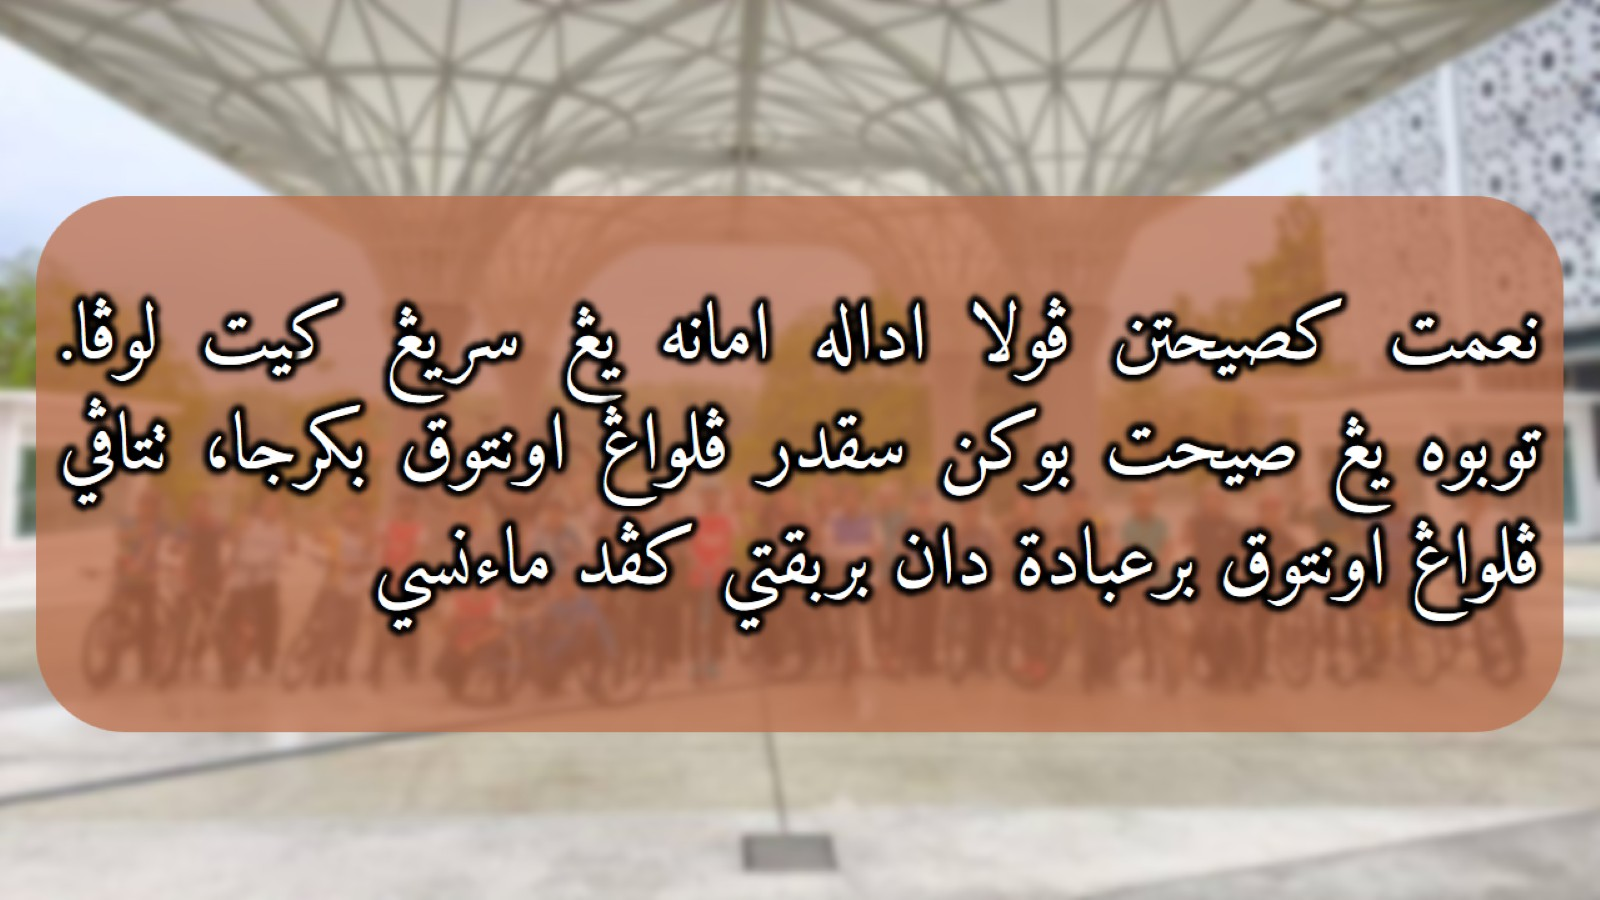 نعمت كصيحتن ڤولا اداله امانه يڠ سريڠ كيت لوڤا.
توبوه يڠ صيحت بوكن سقدر ڤلواڠ اونتوق بكرجا، تتاڤي
ڤلواڠ اونتوق برعبادة دان بربقتي كڤد ماءنسي